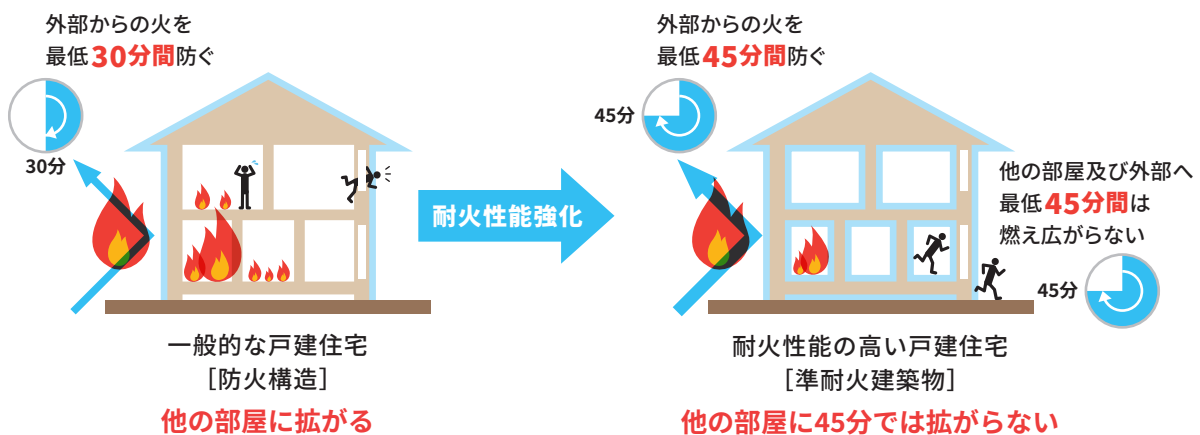 外部からの火を
最低30分間防ぐ
30分
耐火性能強化
外部からの火を
最低45分間防ぐ
45分
他の部屋及び外部へ
最低45分間は
燃え広がらない
45分
一般的な戸建住宅
［防火構造］
他の部屋に拡がる
耐火性能の高い戸建住宅
［準耐火建築物］
他の部屋に45分では拡がらない